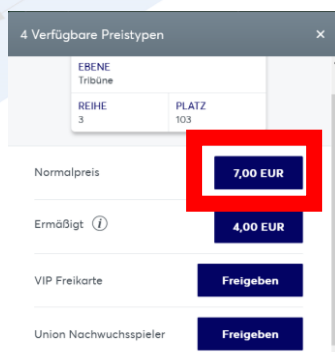 4 Verfügbare Preistypen ×
EBENE
Tribüne
REIHE PLATZ
3 103
Normalpreis 7,00 EUR
Ermäßigt i 4,00 EUR
VIP Freikarte Freigeben
Union Nachwuchsspieler Freigeben